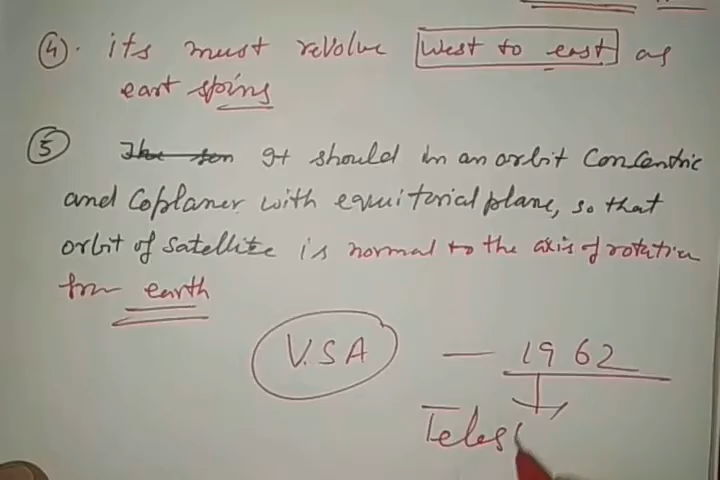 (4). its must revolve west to east as
eart spins
(5) The son It should in an orbit Concentric
and Coplaner with equitorial plane, so that
orbit of satellite is normal to the axis of rotation
from earth
V.S.A — 1962
Teles